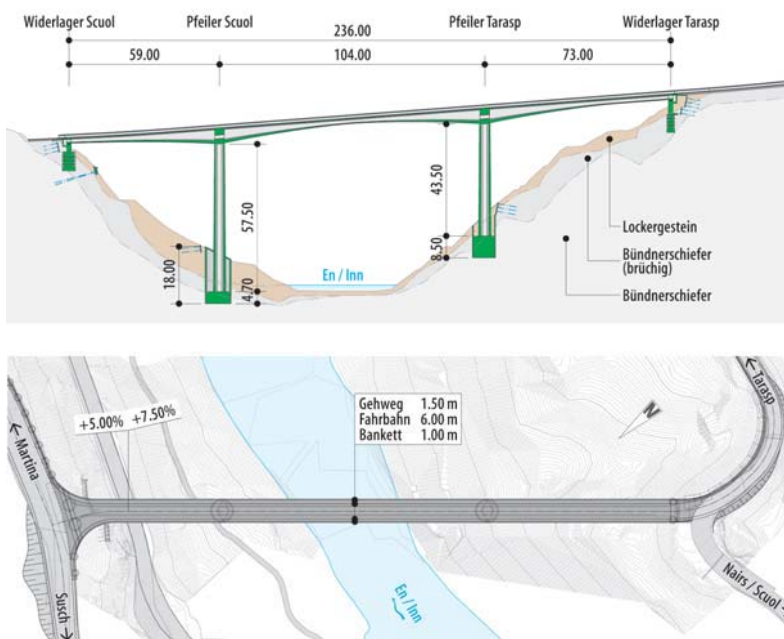 Widerlager Scuol
Pfeiler Scuol
Pfeiler Tarasp
Widerlager Tarasp
236.00
59.00
104.00
73.00
57.50
43.50
18.00
4.70
8.50
En / Inn
Lockergestein
Bündnerschiefer
(brüchig)
Bündnerschiefer
Gehweg 1.50 m
Fahrbahn 6.00 m
Bankett 1.00 m
+5.00% +7.50%
← Martina
Susch →
N
← Tarasp
Nairs / Scuol
En / Inn